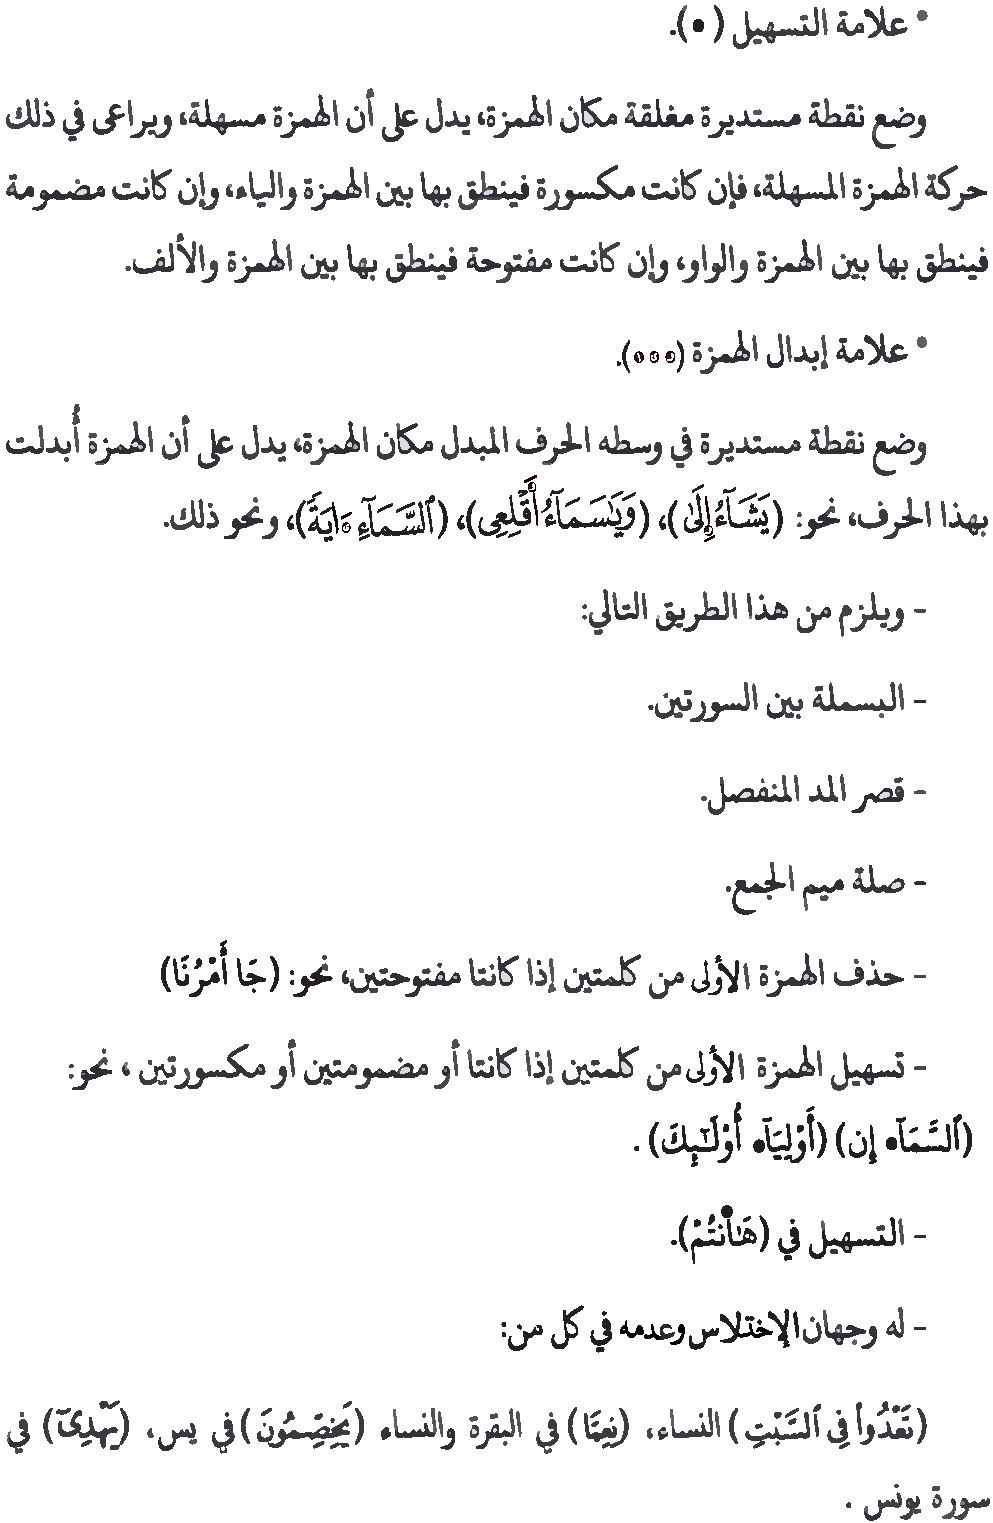 • علامة التسهيل (•).
وضع نقطة مستديرة مغلقة مكان الهمزة، يدل على أن الهمزة مسهلة، ويراعى في ذلك
حركة الهمزة المسهلة، فإن كانت مكسورة فينطق بها بين الهمزة والياء، وإن كانت مضمومة
فينطق بها بين الهمزة والواو، وإن كانت مفتوحة فينطق بها بين الهمزة والألف.
• علامة إبدال الهمزة (ه ه ه).
وضع نقطة مستديرة في وسطه الحرف المبدل مكان الهمزة، يدل على أن الهمزة أُبدلت
بهذا الحرف، نحو: (يَشَآءُ إِلَىٰ)، (وَيَٰسَمَآءُ أَقْلِعِى)، (ٱلسَّمَآءِ ايَةً)، ونحو ذلك.
- ويلزم من هذا الطريق التالي:
- البسملة بين السورتين.
- قصر المد المنفصل.
- صلة ميم الجمع.
- حذف الهمزة الأولى من كلمتين إذا كانتا مفتوحتين، نحو: (جَا أَمْرُنَا)
- تسهيل الهمزة الأولى من كلمتين إذا كانتا أو مضمومتين أو مكسورتين ، نحو:
(ٱلسَّمَآ• إِن) (أَوْلِيَآ• أُوْلَٰٓئِكَ) .
- التسهيل في (هَٰا•نتُمْ).
- له وجهان الإختلاس وعدمه في كل من:
(تَعْدُواْ فِى ٱلسَّبْتِ) النساء، (نِعِمَّا) في البقرة والنساء (يَخِصِّمُونَ) في يس، (يَهَدِّىٓ) في
سورة يونس .